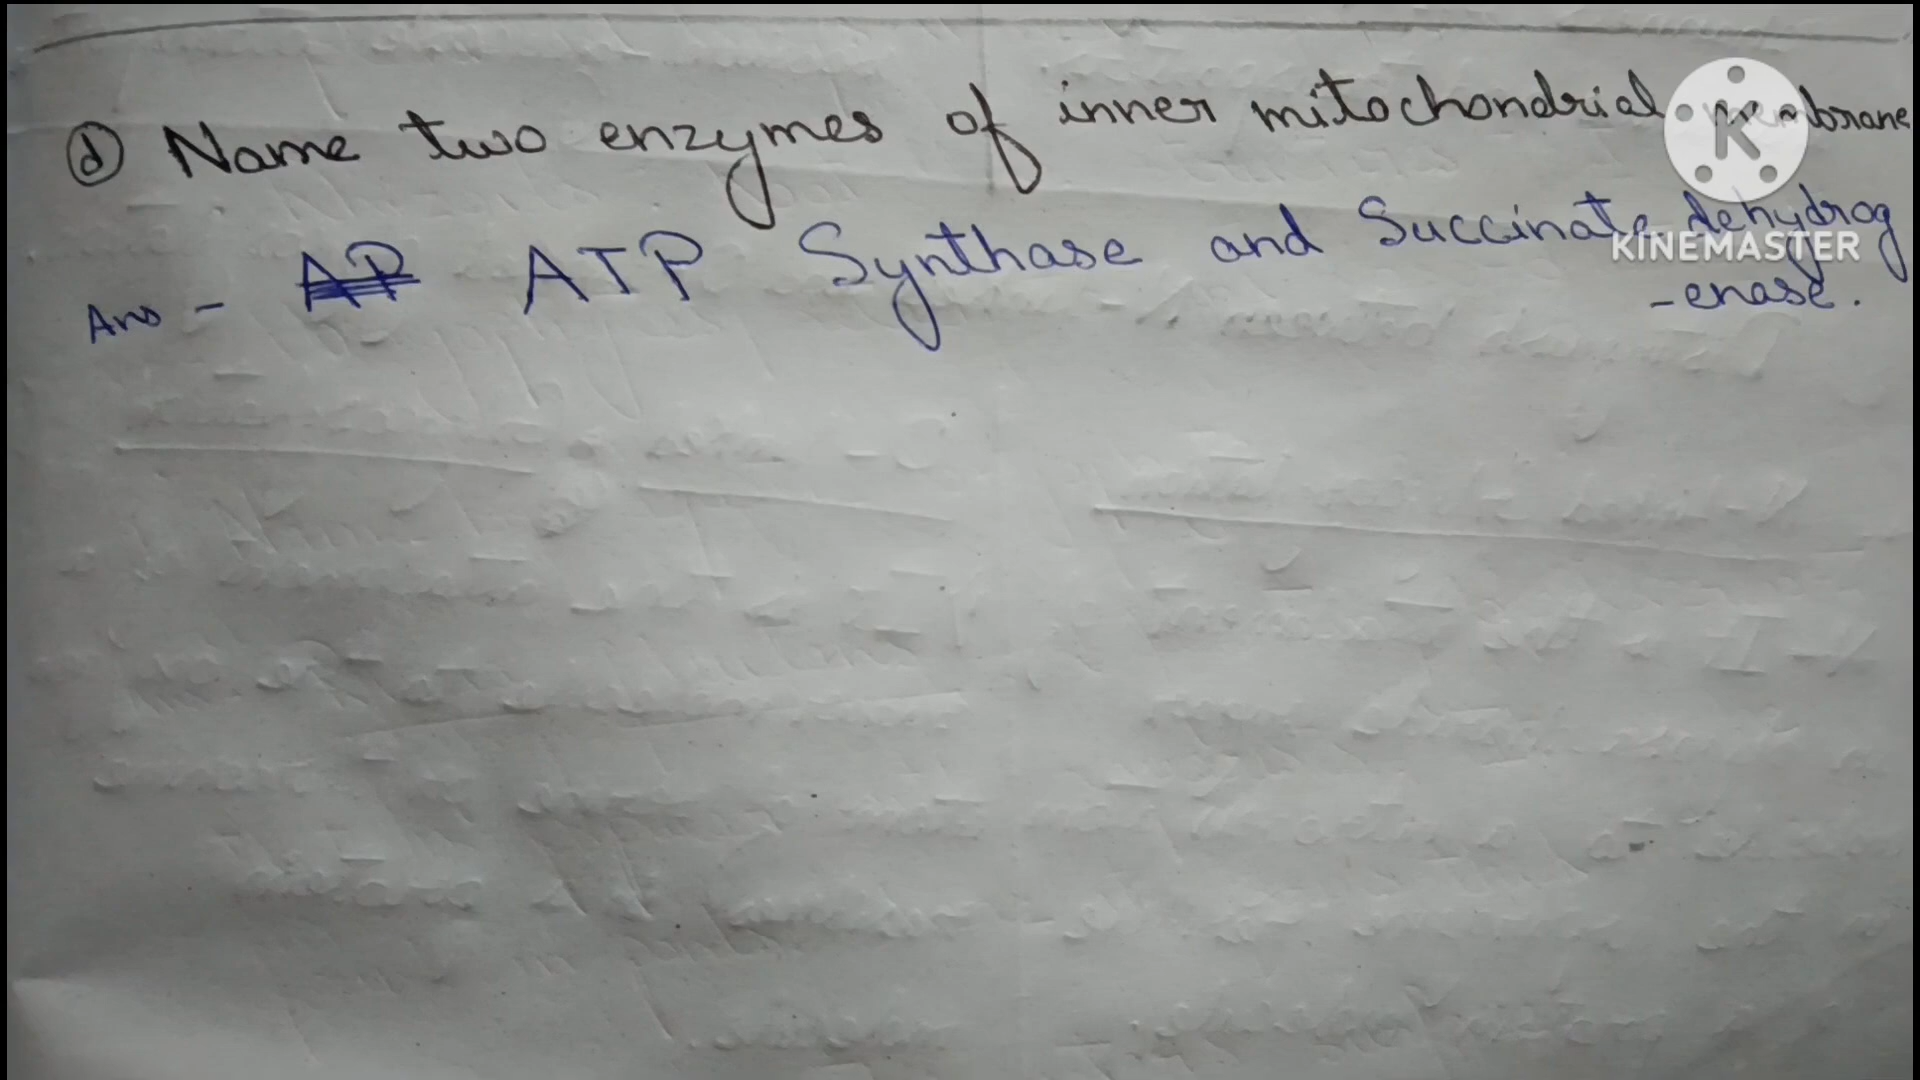 d Name two enzymes of inner mitochondrial membrane
Ans - AP ATP Synthase and Succinate dehydrog
-enase.
K
KINEMASTER